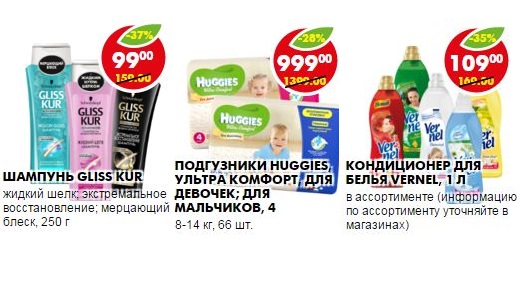 -37%
99.00
159.00
GLISS KUR
GLISS KUR
GLISS KUR
ШАМПУНЬ GLISS KUR
жидкий шелк; экстремальное
восстановление; мерцающий
блеск, 250 г
-28%
999.00
1399.00
HUGGIES
HUGGIES
4
ПОДГУЗНИКИ HUGGIES,
УЛЬТРА КОМФОРТ, ДЛЯ
ДЕВОЧЕК; ДЛЯ
МАЛЬЧИКОВ, 4
8-14 кг, 66 шт.
-35%
109.00
169.00
Vernel
Vernel
КОНДИЦИОНЕР ДЛЯ
БЕЛЬЯ VERNEL, 1 Л
в ассортименте (информацию
по ассортименту уточняйте в
магазинах)